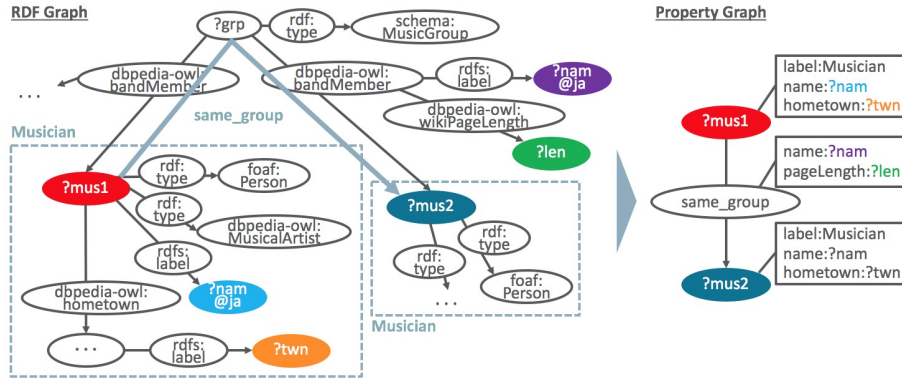 RDF Graph
?grp
rdf:
type
schema:
MusicGroup
dbpedia-owl:
bandMember
...
dbpedia-owl:
bandMember
rdfs:
label
?nam
@ja
same_group
dbpedia-owl:
wikiPageLength
?len
Musician
?mus1
rdf:
type
foaf:
Person
rdf:
type
dbpedia-owl:
MusicalArtist
rdfs:
label
?nam
@ja
dbpedia-owl:
hometown
...
rdfs:
label
?twn
?mus2
rdf:
type
rdf:
type
...
foaf:
Person
Musician
Property Graph
label:Musician
name:?nam
hometown:?twn
?mus1
name:?nam
pageLength:?len
same_group
label:Musician
name:?nam
hometown:?twn
?mus2